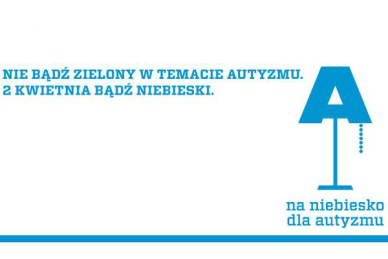 NIE BĄDŹ ZIELONY W TEMACIE AUTYZMU.
2 KWIETNIA BĄDŹ NIEBIESKI.
A
na niebiesko
dla autyzmu